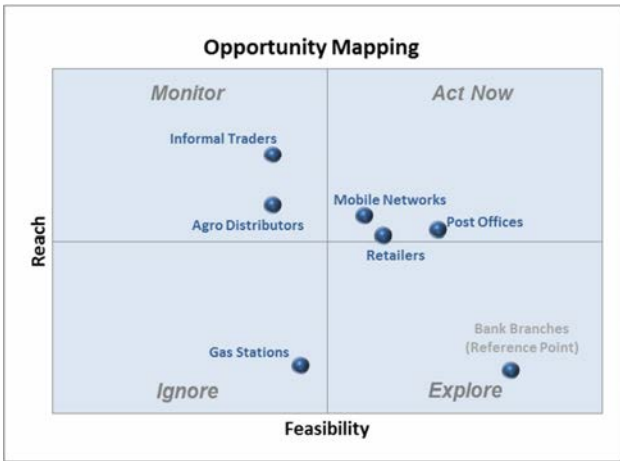 Opportunity Mapping
Monitor
Act Now
Informal Traders
Mobile Networks
Agro Distributors
Post Offices
Retailers
Reach
Bank Branches
(Reference Point)
Gas Stations
Ignore
Explore
Feasibility